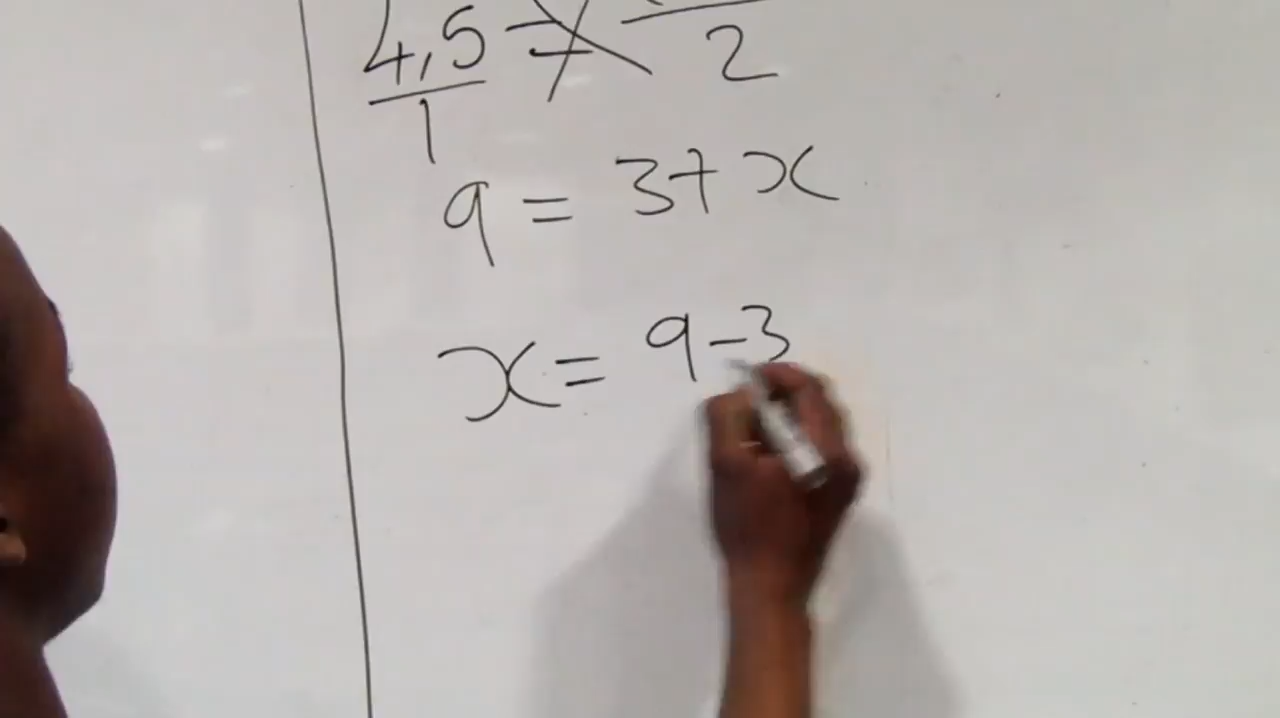 4,5 = 2
1
9 = 3 + x
x = 9 - 3